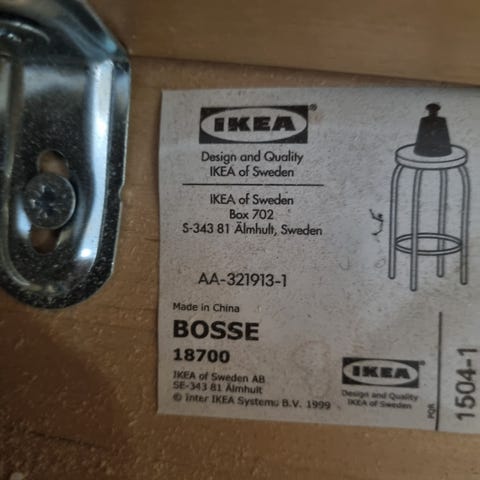 IKEA®
Design and Quality
IKEA of Sweden
IKEA of Sweden
Box 702
S-343 81 Älmhult, Sweden
AA-321913-1
Made in China
BOSSE
18700
IKEA of Sweden AB
SE-343 81 Älmhult
© Inter IKEA Systems B.V. 1999
IKEA
Design and Quality
IKEA of Sweden
PQR
1504-1